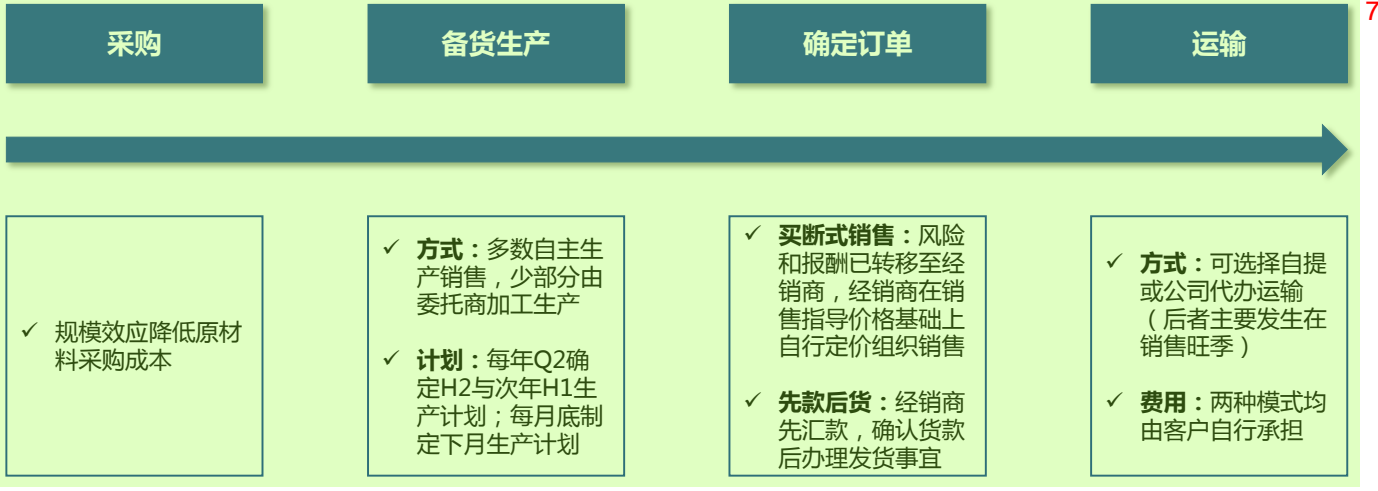 采购
备货生产
确定订单
运输
7
✓ 规模效应降低原材
料采购成本
✓ 方式：多数自主生
产销售，少部分由
委托商加工生产
✓ 计划：每年Q2确
定H2与次年H1生
产计划；每月底制
定下月生产计划
✓ 买断式销售：风险
和报酬已转移至经
销商，经销商在销
售指导价格基础上
自行定价组织销售
✓ 先款后货：经销商
先汇款，确认货款
后办理发货事宜
✓ 方式：可选择自提
或公司代办运输
（后者主要发生在
销售旺季）
✓ 费用：两种模式均
由客户自行承担